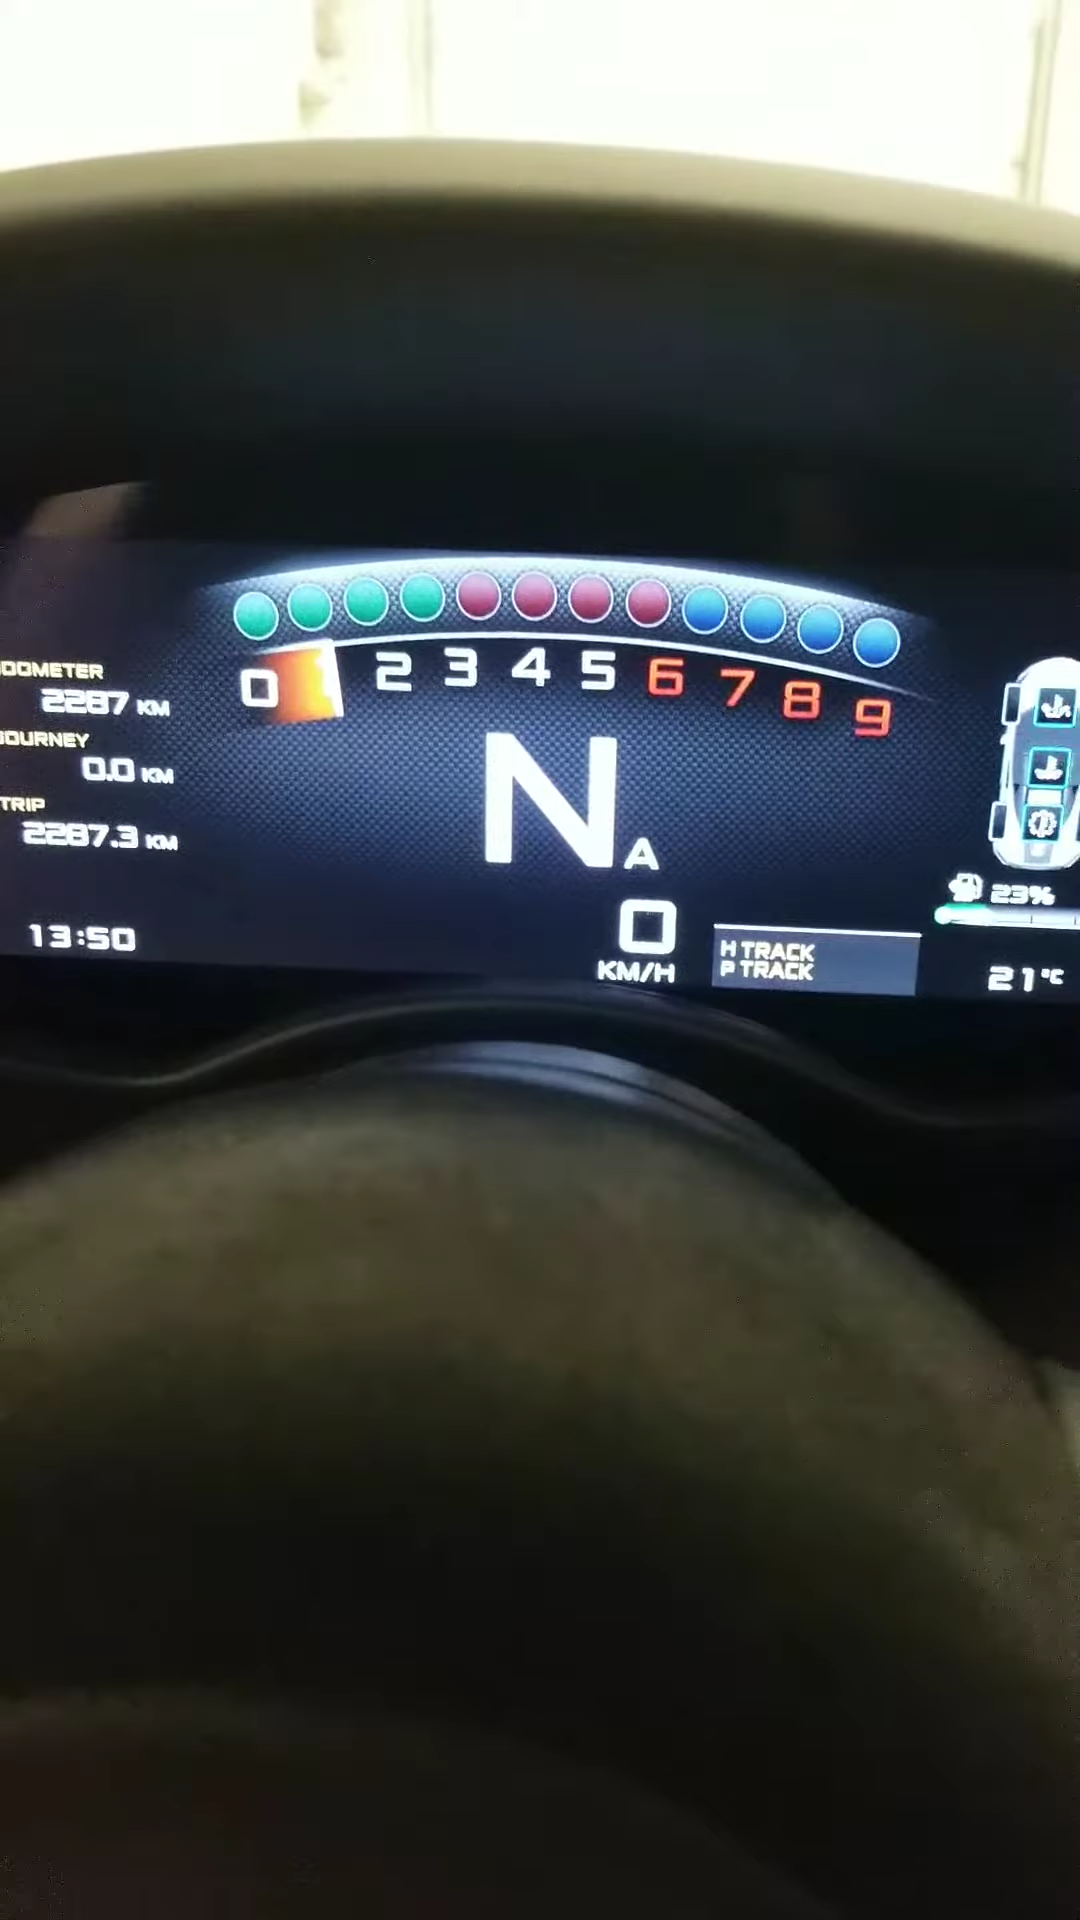 0 2 3 4 5 6 7 8 9
ODOMETER
2287 KM
JOURNEY
0.0 KM
TRIP
2287.3 KM
N A
23%
13:50
0
KM/H
H TRACK
P TRACK
21°C